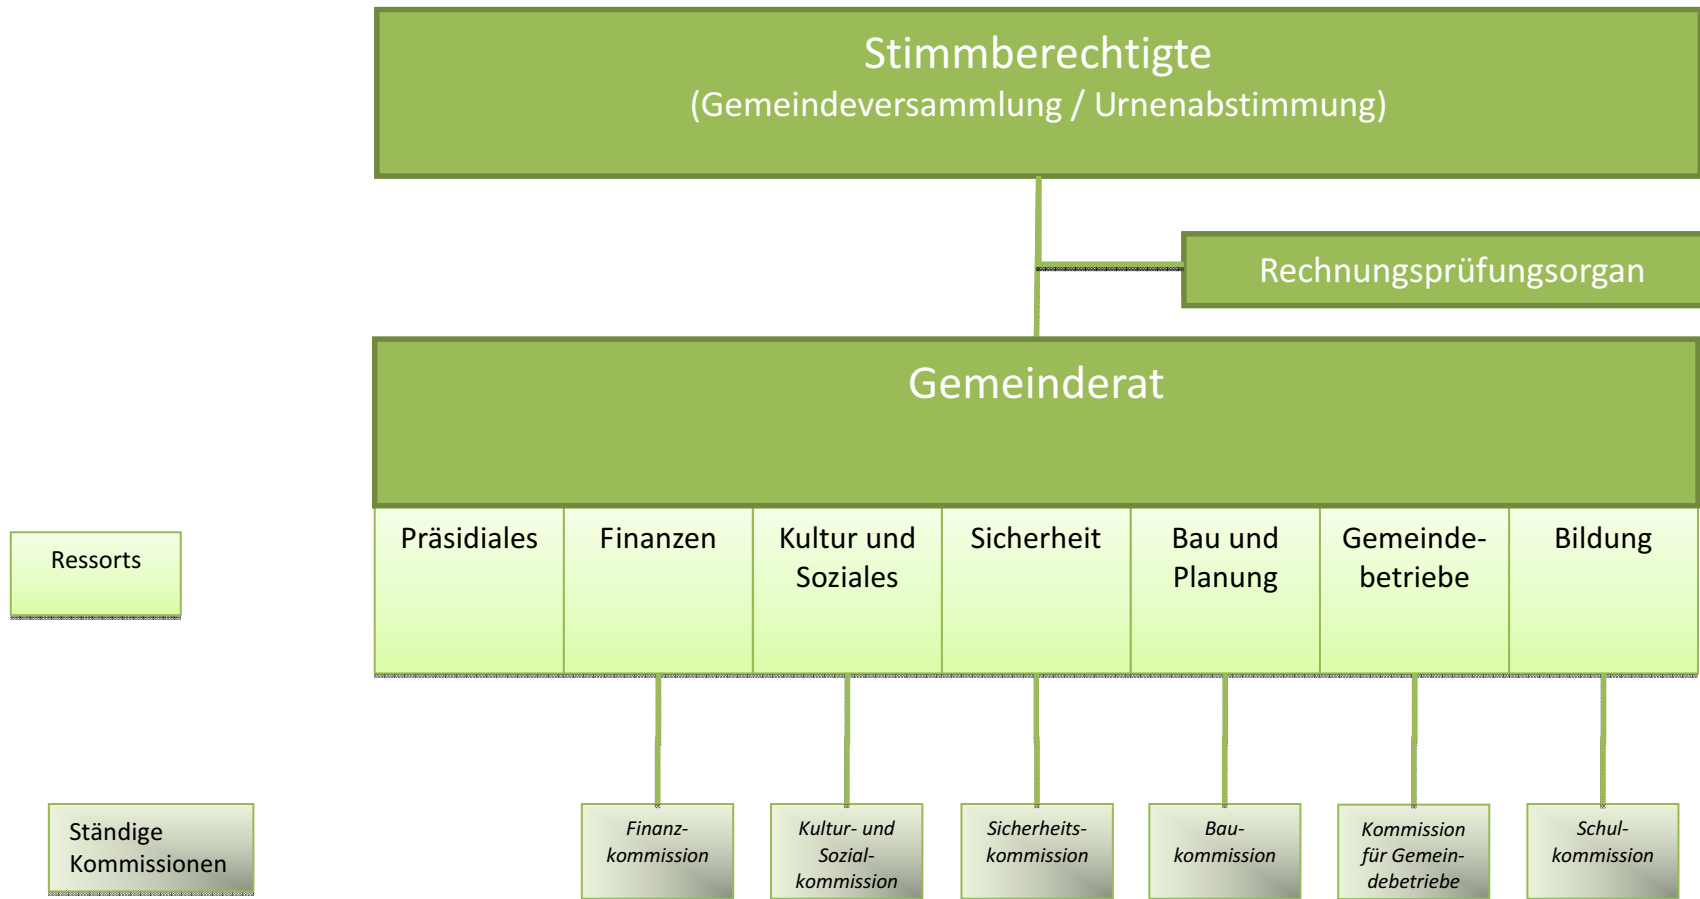 Stimmberechtigte
(Gemeindeversammlung / Urnenabstimmung)
Rechnungsprüfungsorgan
Gemeinderat
Ressorts
Präsidiales
Finanzen
Kultur und
Soziales
Sicherheit
Bau und
Planung
Gemeinde-
betriebe
Bildung
Ständige
Kommissionen
Finanz-
kommission
Kultur- und
Sozial-
kommission
Sicherheits-
kommission
Bau-
kommission
Kommission
für Gemein-
debetriebe
Schul-
kommission